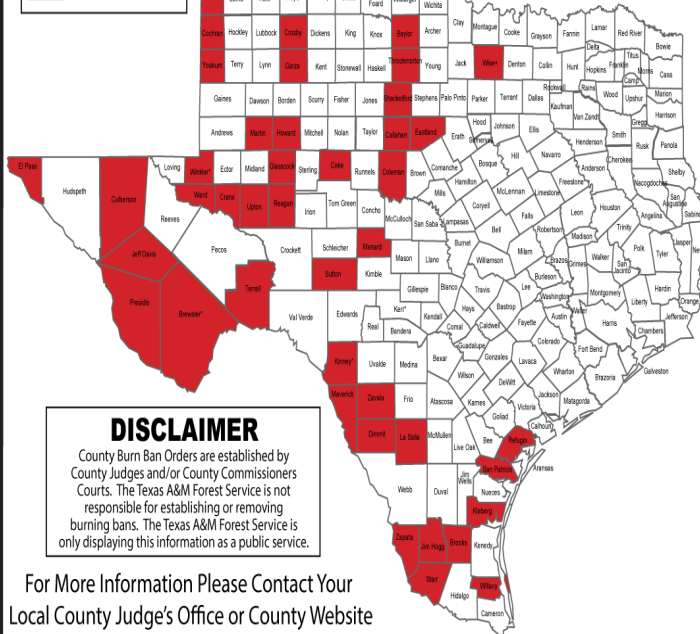 Foard
Wichita
Cochran Hockley Lubbock Crosby Dickens King Knox Baylor Archer Clay Montague Cooke Grayson Fannin Lamar Red River Bowie
Delta Titus
Yoakum Terry Lynn Garza Kent Stonewall Haskell Throckmorton Young Jack Wise* Denton Collin Hunt Hopkins Franklin Morris Cass
Camp
Rockwall Rains Wood Upshur Marion
Gaines Dawson Borden Scurry Fisher Jones Shackelford Stephens Palo Pinto Parker Tarrant Dallas Kaufman Van Zandt Gregg Harrison
Andrews Martin Howard Mitchell Nolan Taylor Callahan Eastland Erath Hood Somervell Johnson Ellis Henderson Smith Rusk Panola
El Paso Hudspeth Culberson Loving Winkler* Ector Midland Glasscock Sterling Coke Runnels Coleman Brown Comanche Bosque Hill Navarro Anderson Cherokee Shelby
Hamilton Freestone Nacogdoches
Ward Crane Upton Reagan Irion Tom Green Concho McCulloch San Saba Mills Lampasas Coryell McLennan Limestone Leon Houston Angelina San Augustine Sabine
Reeves Falls Trinity
Jeff Davis Pecos Crockett Schleicher Menard Mason Llano Burnet Bell Williamson Milam Robertson Brazos Madison Grimes Walker San Jacinto Polk Tyler Jasper
Presidio Brewster* Terrell Sutton Kimble Gillespie Blanco Travis Lee Burleson Washington Montgomery Liberty Hardin Orange
Val Verde Edwards Kerr* Kendall Hays Bastrop Austin Waller Harris Jefferson
Real Bandera Comal Caldwell Fayette Chambers
Kinney* Uvalde Medina Bexar Guadalupe Gonzales Lavaca Colorado Fort Bend Galveston
Maverick Zavala Frio Atascosa Wilson Karnes DeWitt Wharton Brazoria
Victoria Jackson Matagorda
Dimmit La Salle McMullen Live Oak Bee Goliad Calhoun
Refugio
Webb Duval Jim Wells San Patricio Aransas
Nueces
Kleberg
Zapata Jim Hogg Brooks Kenedy
Starr Hidalgo Willacy
Cameron
DISCLAIMER
County Burn Ban Orders are established by
County Judges and/or County Commissioners
Courts. The Texas A&M Forest Service is not
responsible for establishing or removing
burning bans. The Texas A&M Forest Service is
only displaying this information as a public service.
For More Information Please Contact Your
Local County Judge's Office or County Website